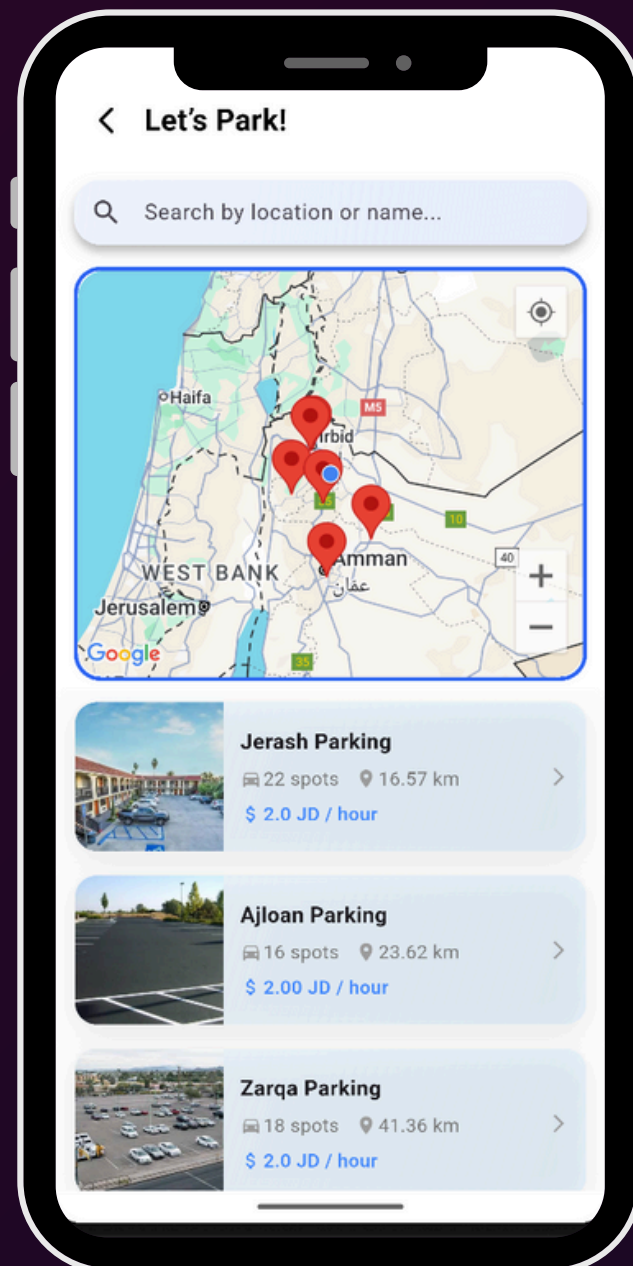 Let's Park!
Search by location or name...
Haifa
M5
Irbid
10
Amman
عمّان
40
WEST BANK
Jerusalem
+
−
Google
35
Jerash Parking
22 spots 16.57 km
$ 2.0 JD / hour
Ajloan Parking
16 spots 23.62 km
$ 2.00 JD / hour
Zarqa Parking
18 spots 41.36 km
$ 2.0 JD / hour